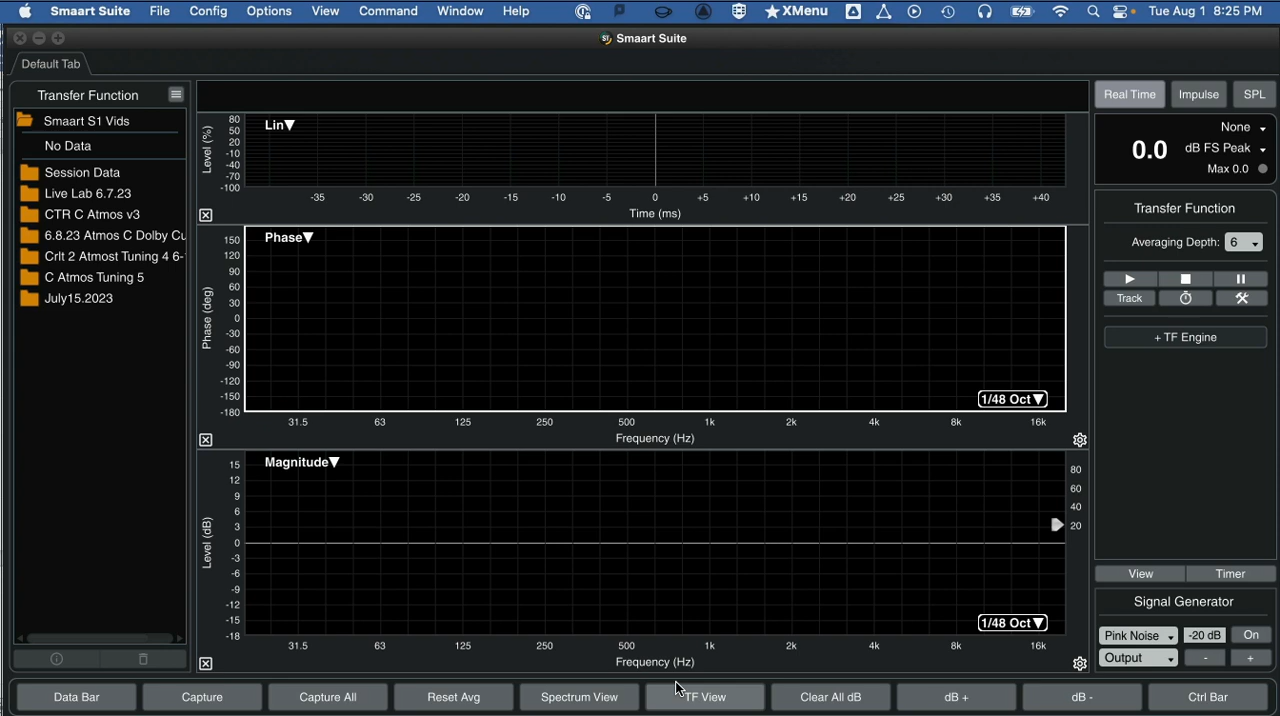 Smaart Suite File Config Options View Command Window Help XMenu Tue Aug 1 8:25 PM
Smaart Suite
Default Tab
Transfer Function
Smaart S1 Vids
No Data
Session Data
Live Lab 6.7.23
CTR C Atmos v3
6.8.23 Atmos C Dolby Cu
Crlt 2 Atmost Tuning 4 6-
C Atmos Tuning 5
July15.2023
Lin▼
Level (%)
80
50
20
-10
-40
-70
-100
-35 -30 -25 -20 -15 -10 -5 0 +5 +10 +15 +20 +25 +30 +35 +40
Time (ms)
Phase▼
Phase (deg)
150
120
90
60
30
0
-30
-60
-90
-120
-150
-180
1/48 Oct▼
31.5 63 125 250 500 1k 2k 4k 8k 16k
Frequency (Hz)
Magnitude▼
Level (dB)
15
12
9
6
3
0
-3
-6
-9
-12
-15
-18
80
60
40
20
1/48 Oct▼
31.5 63 125 250 500 1k 2k 4k 8k 16k
Frequency (Hz)
Real Time Impulse SPL
None
0.0 dB FS Peak
Max 0.0
Transfer Function
Averaging Depth: 6
Track
+ TF Engine
View Timer
Signal Generator
Pink Noise -20 dB On
Output - +
Data Bar Capture Capture All Reset Avg Spectrum View TF View Clear All dB dB + dB - Ctrl Bar